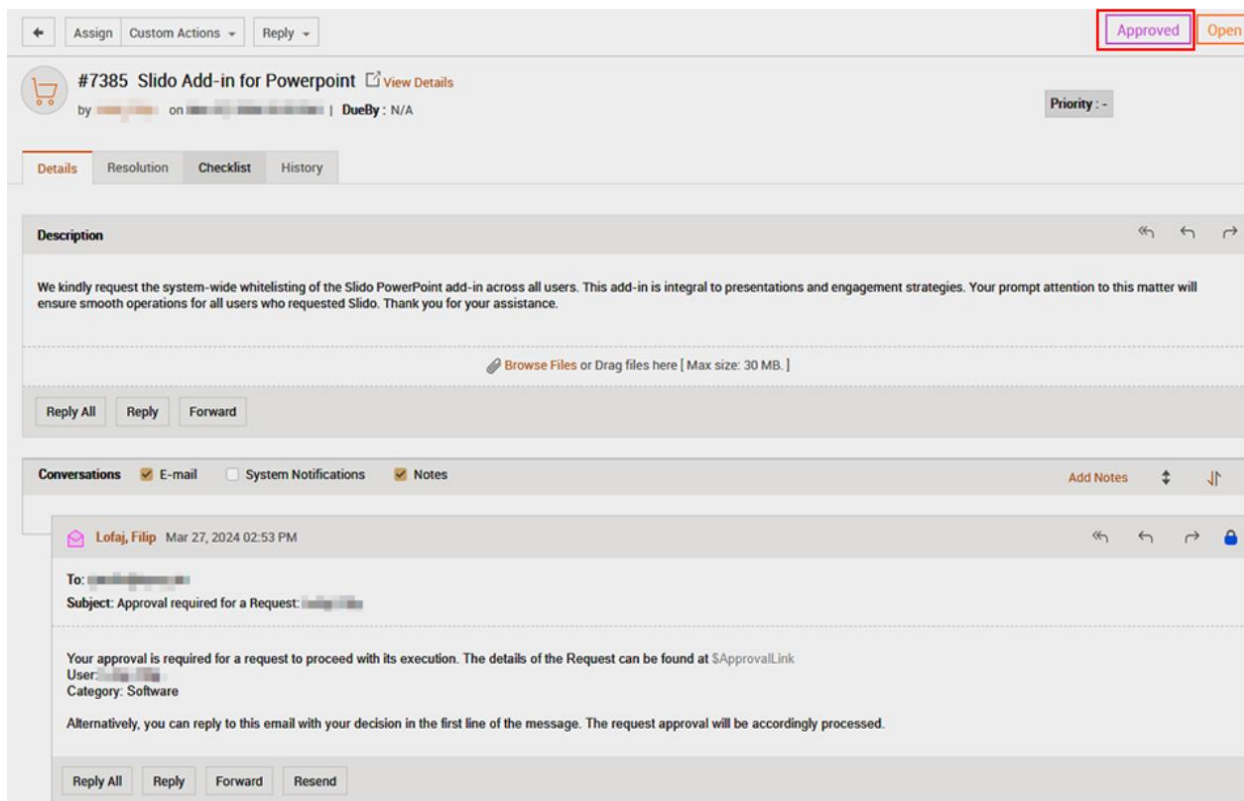 Assign Custom Actions Reply Approved Open
#7385 Slido Add-in for Powerpoint View Details
by on | DueBy : N/A
Priority : -
Details Resolution Checklist History
Description
We kindly request the system-wide whitelisting of the Slido PowerPoint add-in across all users. This add-in is integral to presentations and engagement strategies. Your prompt attention to this matter will
ensure smooth operations for all users who requested Slido. Thank you for your assistance.
Browse Files or Drag files here [ Max size: 30 MB. ]
Reply All Reply Forward
Conversations E-mail System Notifications Notes Add Notes
Lofaj, Filip Mar 27, 2024 02:53 PM
To:
Subject: Approval required for a Request:
Your approval is required for a request to proceed with its execution. The details of the Request can be found at $ApprovalLink
User:
Category: Software
Alternatively, you can reply to this email with your decision in the first line of the message. The request approval will be accordingly processed.
Reply All Reply Forward Resend